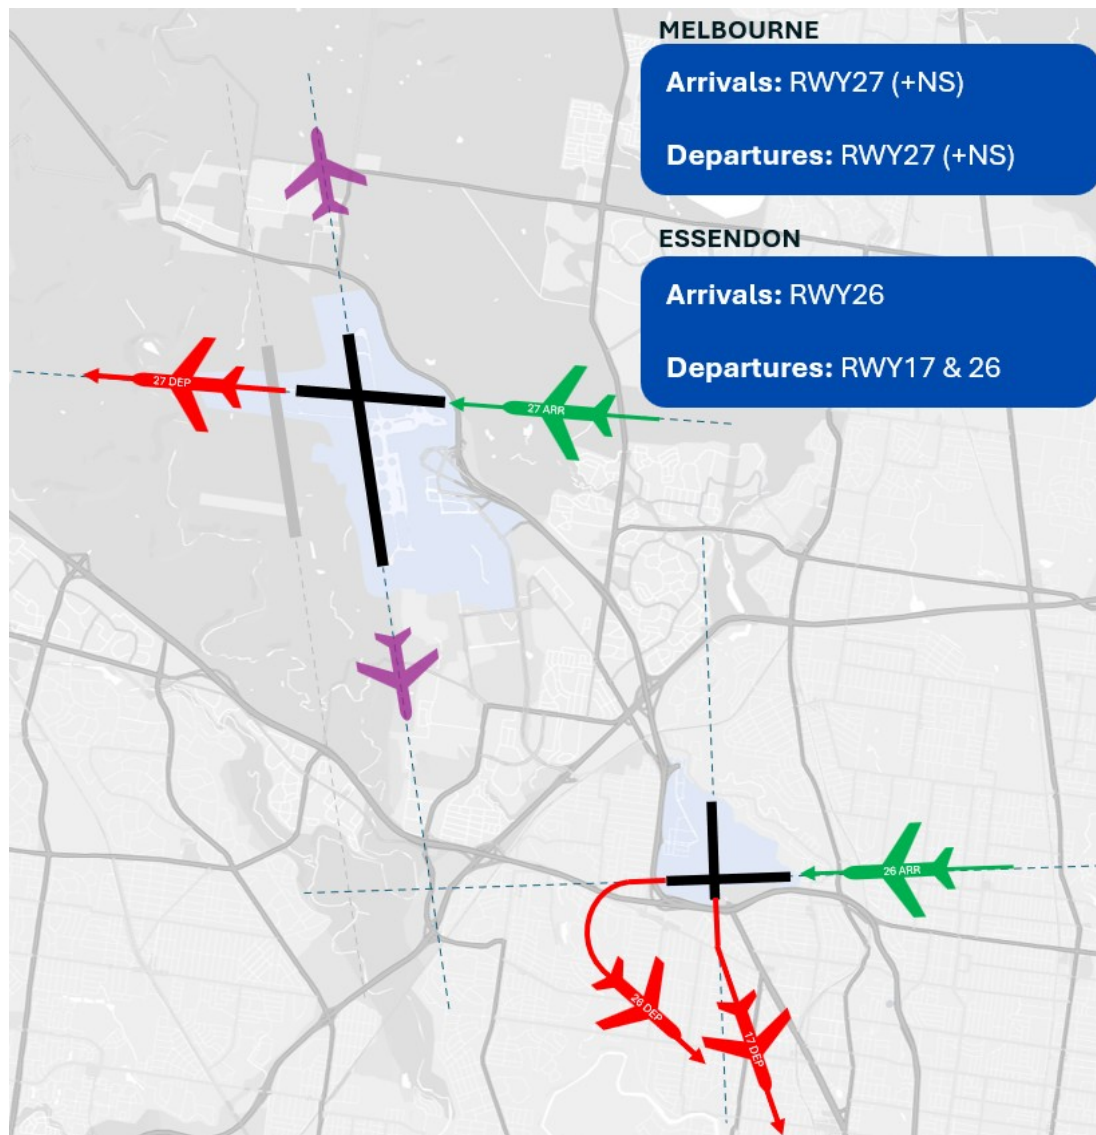 MELBOURNE
Arrivals: RWY27 (+NS)
Departures: RWY27 (+NS)
ESSENDON
Arrivals: RWY26
Departures: RWY17 & 26
27 DEP
27 ARR
26 ARR
26 DEP
17 DEP